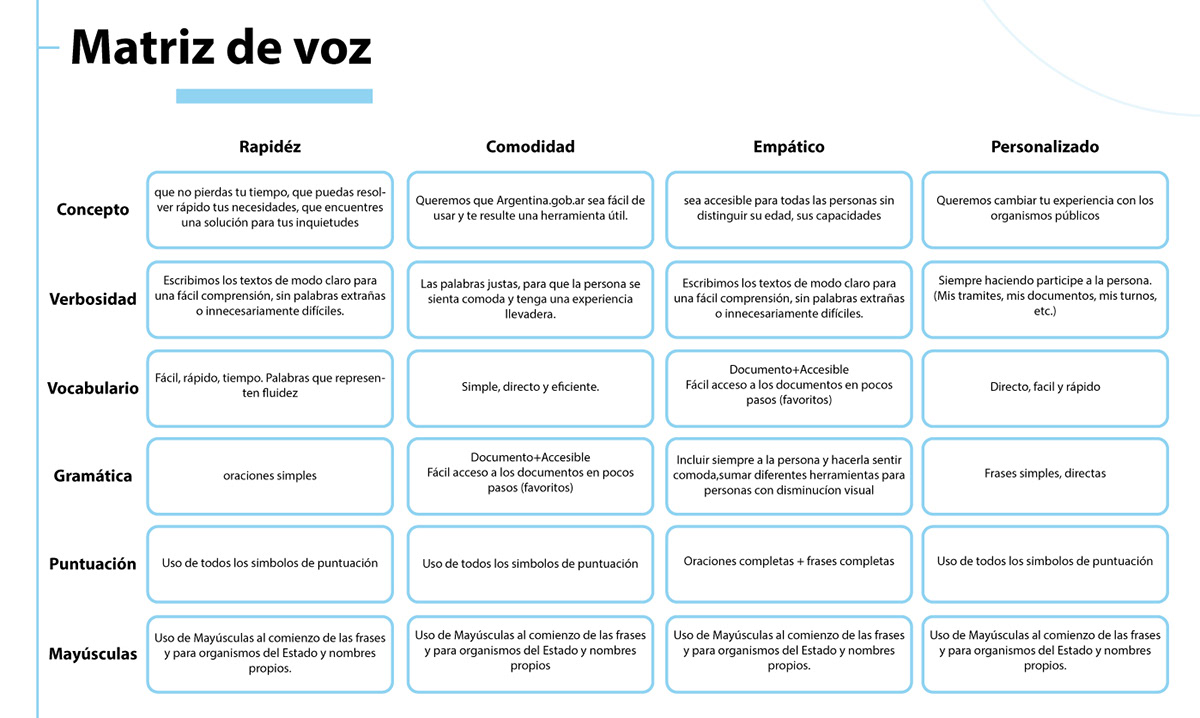 Matriz de voz
Rapidéz
Comodidad
Empático
Personalizado
Concepto
que no pierdas tu tiempo, que puedas resol-
ver rápido tus necesidades, que encuentres
una solución para tus inquietudes
Queremos que Argentina.gob.ar sea fácil de
usar y te resulte una herramienta útil.
sea accesible para todas las personas sin
distinguir su edad, sus capacidades
Queremos cambiar tu experiencia con los
organismos públicos
Verbosidad
Escribimos los textos de modo claro para
una fácil comprensión, sin palabras extrañas
o innecesariamente difíciles.
Las palabras justas, para que la persona se
sienta comoda y tenga una experiencia
llevadera.
Escribimos los textos de modo claro para
una fácil comprensión, sin palabras extrañas
o innecesariamente difíciles.
Siempre haciendo participe a la persona.
(Mis tramites, mis documentos, mis turnos,
etc.)
Vocabulario
Fácil, rápido, tiempo. Palabras que represen-
ten fluidez
Simple, directo y eficiente.
Documento+Accesible
Fácil acceso a los documentos en pocos
pasos (favoritos)
Directo, facil y rápido
Gramática
oraciones simples
Documento+Accesible
Fácil acceso a los documentos en pocos
pasos (favoritos)
Incluir siempre a la persona y hacerla sentir
comoda,sumar diferentes herramientas para
personas con disminucíon visual
Frases simples, directas
Puntuación
Uso de todos los simbolos de puntuación
Uso de todos los simbolos de puntuación
Oraciones completas + frases completas
Uso de todos los simbolos de puntuación
Mayúsculas
Uso de Mayúsculas al comienzo de las frases
y para organismos del Estado y nombres
propios.
Uso de Mayúsculas al comienzo de las frases
y para organismos del Estado y nombres
propios
Uso de Mayúsculas al comienzo de las frases
y para organismos del Estado y nombres
propios.
Uso de Mayúsculas al comienzo de las frases
y para organismos del Estado y nombres
propios.